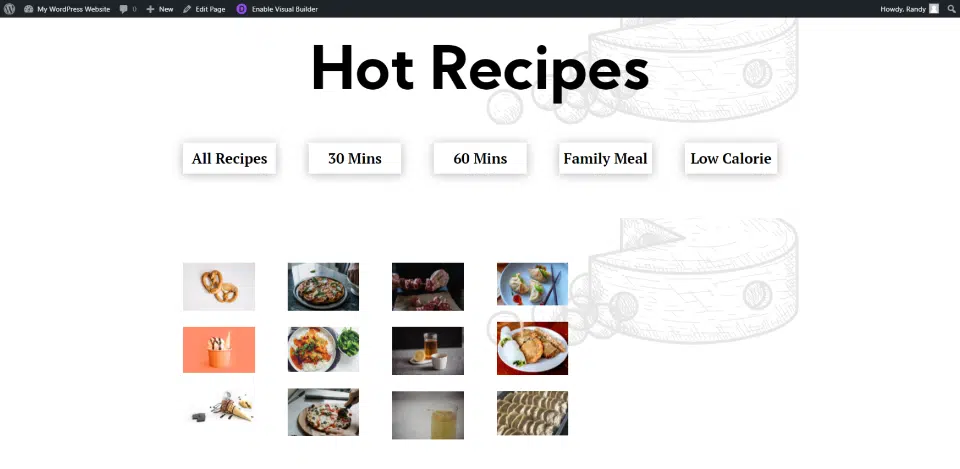 My WordPress Website 0 New Edit Page Enable Visual Builder Howdy, Randy
Hot Recipes
All Recipes 30 Mins 60 Mins Family Meal Low Calorie